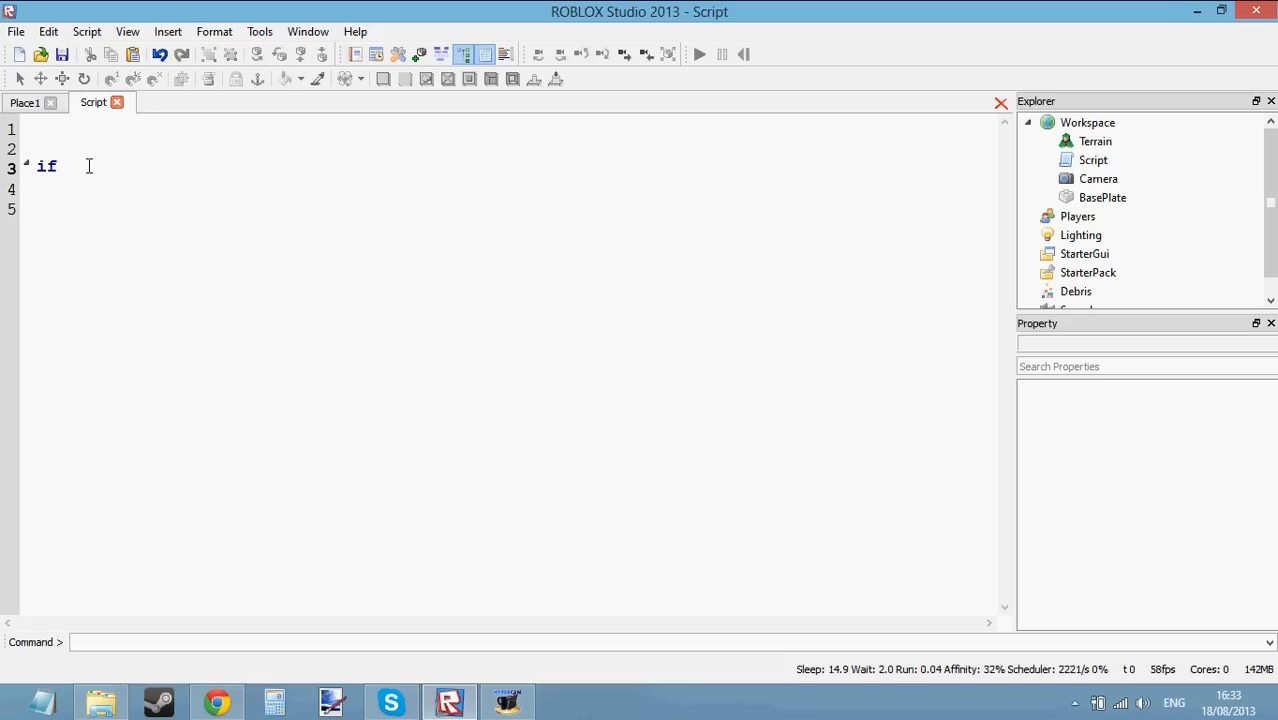 ROBLOX Studio 2013 - Script
File Edit Script View Insert Format Tools Window Help
Place1 Script
1
2
3 if
4
5
Explorer
Workspace
Terrain
Script
Camera
BasePlate
Players
Lighting
StarterGui
StarterPack
Debris
Property
Search Properties
Command >
Sleep: 14.9 Wait: 2.0 Run: 0.04 Affinity: 32% Scheduler: 2221/s 0% t 0 58fps Cores: 0 142MB
ENG
16:33
18/08/2013